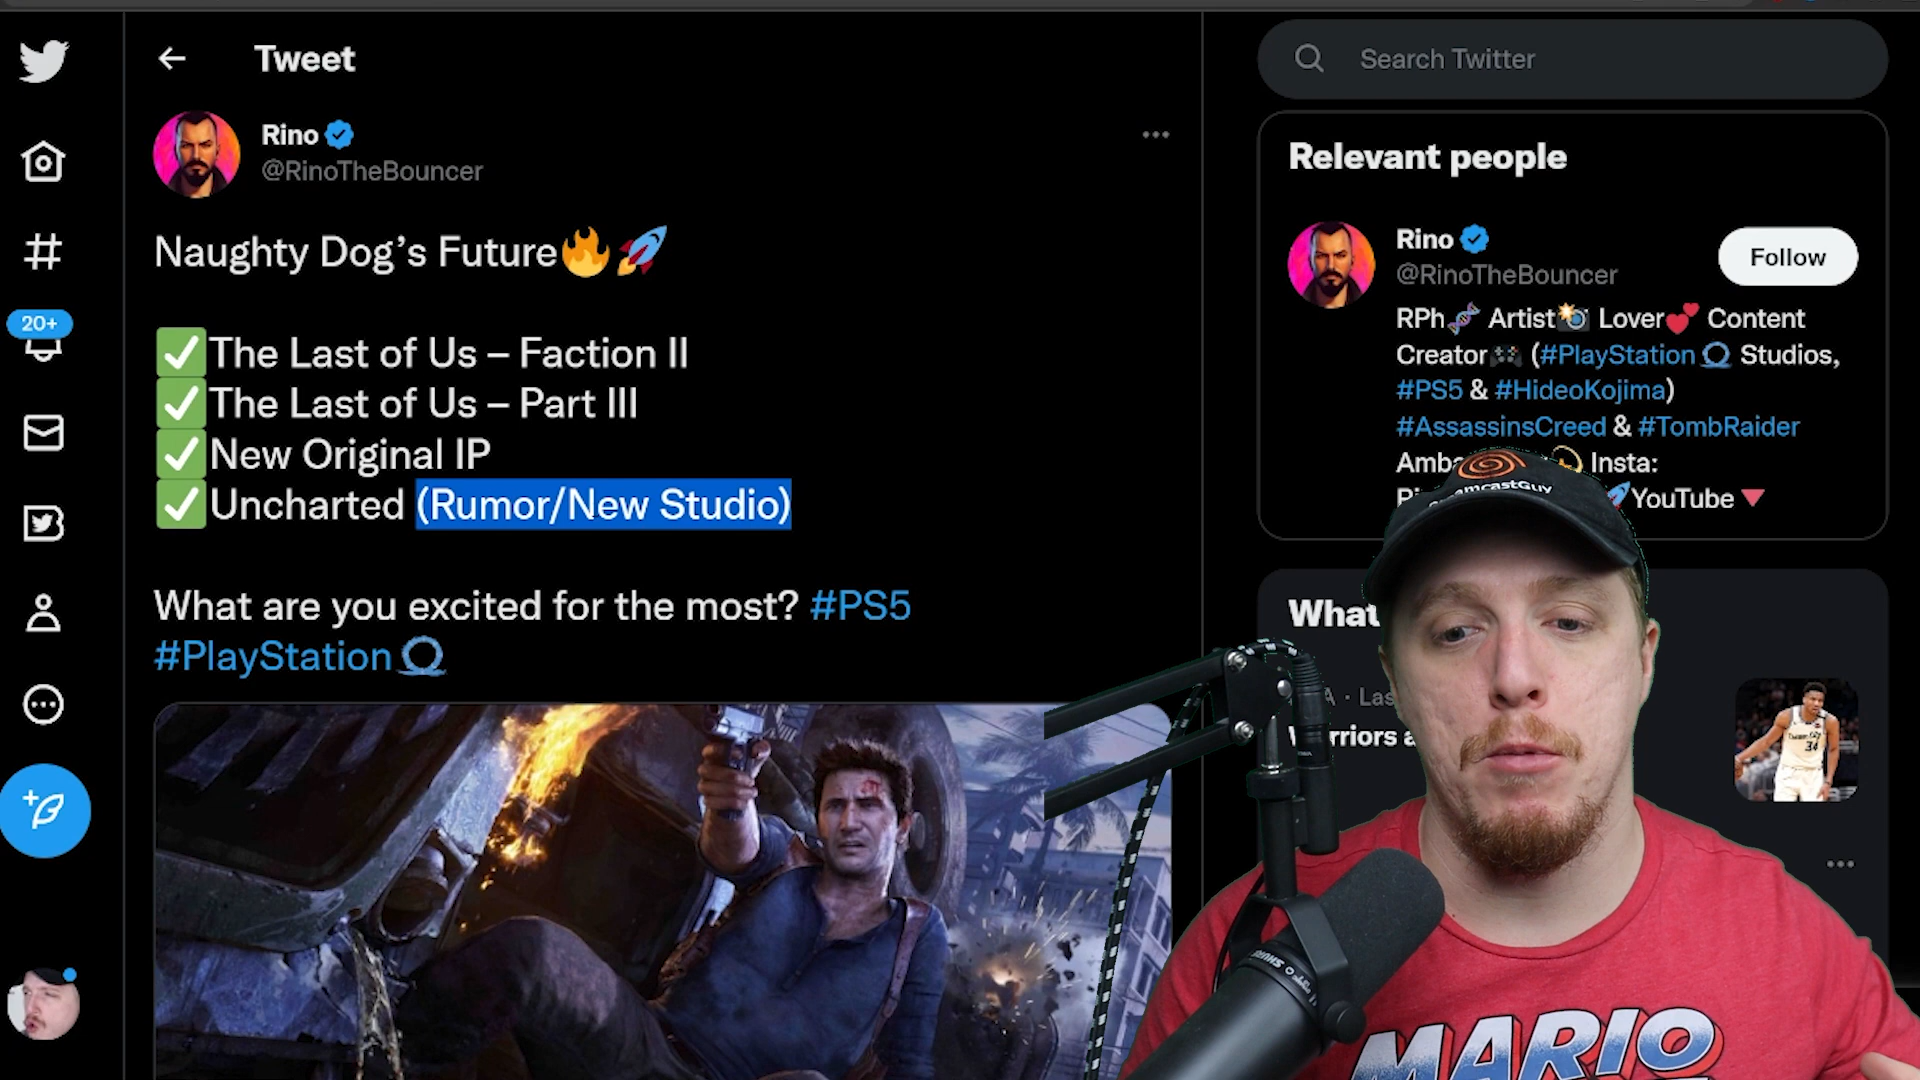 Tweet
Search Twitter
Rino
@RinoTheBouncer
Naughty Dog's Future🔥🚀
✅The Last of Us – Faction II
✅The Last of Us – Part III
✅New Original IP
✅Uncharted (Rumor/New Studio)
What are you excited for the most? #PS5
#PlayStation
20+
Relevant people
Rino
@RinoTheBouncer
Follow
RPh🧬 Artist📸 Lover💕 Content
Creator🎮 (#PlayStation Studios,
#PS5 & #HideoKojima)
#AssassinsCreed & #TombRaider
Insta:
YouTube
What
34
SHURE
MARIO